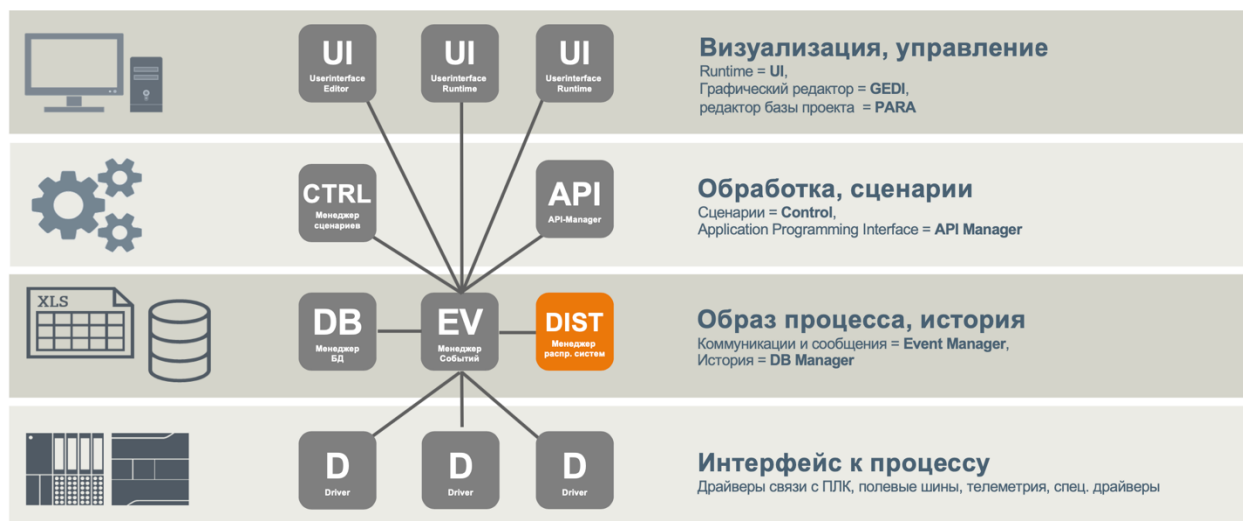 UI
Userinterface
Editor
UI
Userinterface
Runtime
UI
Userinterface
Runtime
Визуализация, управление
Runtime = UI,
Графический редактор = GEDI,
редактор базы проекта = PARA
CTRL
Менеджер
сценариев
API
API-Manager
Обработка, сценарии
Сценарии = Control,
Application Programming Interface = API Manager
XLS
DB
Менеджер
БД
EV
Менеджер
Событий
DIST
Менеджер
распр. систем
Образ процесса, история
Коммуникации и сообщения = Event Manager,
История = DB Manager
D
Driver
D
Driver
D
Driver
Интерфейс к процессу
Драйверы связи с ПЛК, полевые шины, телеметрия, спец. драйверы